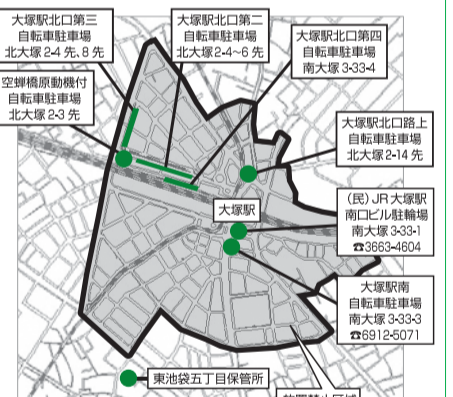 大塚駅北口第三
自転車駐車場
北大塚2-4先、8先
大塚駅北口第二
自転車駐車場
北大塚2-4~6先
大塚駅北口第四
自転車駐車場
南大塚3-33-4
空蝉橋原動機付
自転車駐車場
北大塚2-3先
大塚駅北口路上
自転車駐車場
北大塚2-14先
大塚駅
(民)JR大塚駅
南口ビル駐輪場
南大塚3-33-1
☎3663-4604
大塚駅南
自転車駐車場
南大塚3-33-3
☎6912-5071
東池袋五丁目保管所